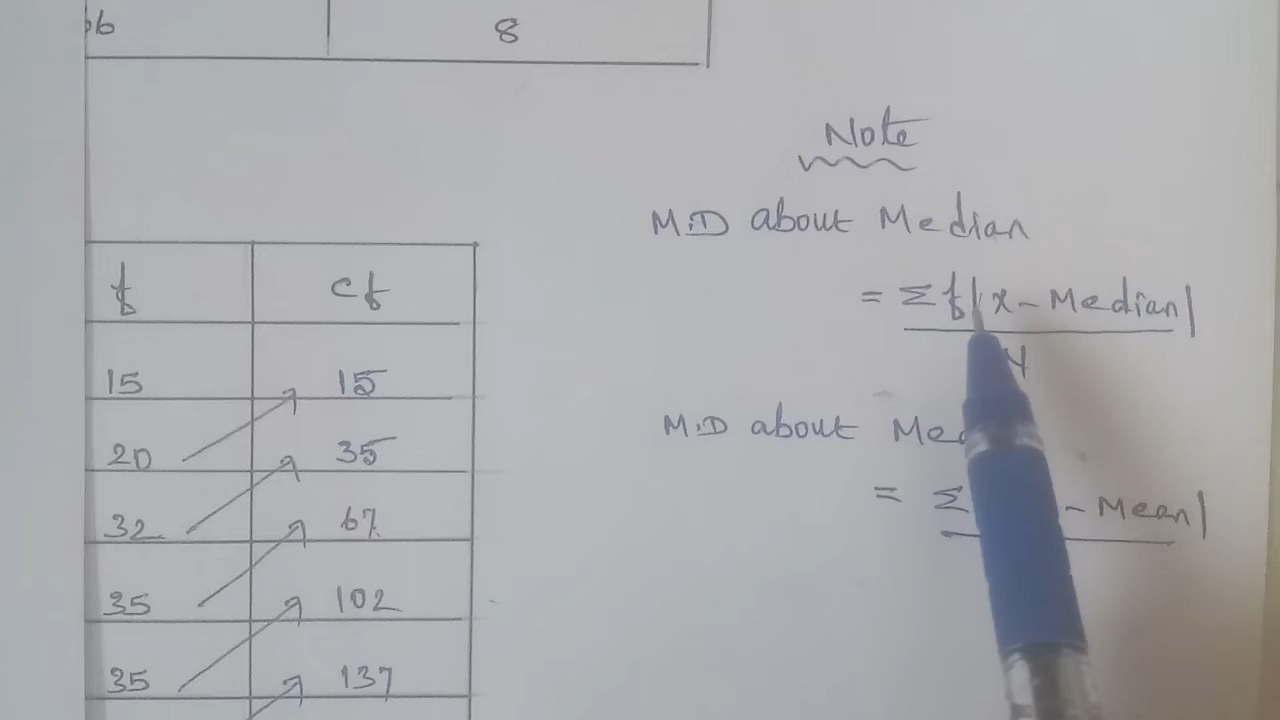 8
Note
M.D about Median
= Σf|x - Median|
N
M.D about
= Σ - Mean|
f cf
15 15
20 35
32 67
35 102
35 137